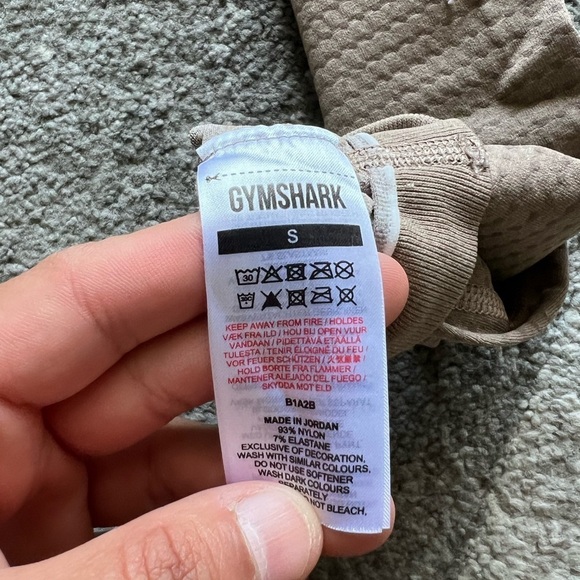 GYMSHARK
S
30
KEEP AWAY FROM FIRE / HOLDES
VÆK FRA ILD / HOU BIJ OPEN VUUR
VANDAAN / PIDETTÄVÄ ETÄÄLLÄ
TULESTA / TENIR ÉLOIGNÉ DU FEU /
VOR FEUER SCHÜTZEN / 火気厳禁 /
HOLD BORTE FRA FLAMMER /
MANTENER ALEJADO DEL FUEGO /
SKYDDA MOT ELD
B1A2B
MADE IN JORDAN
93% NYLON
7% ELASTANE
EXCLUSIVE OF DECORATION.
WASH WITH SIMILAR COLOURS.
DO NOT USE SOFTENER
WASH DARK COLOURS
SEPARATELY
NOT BLEACH,